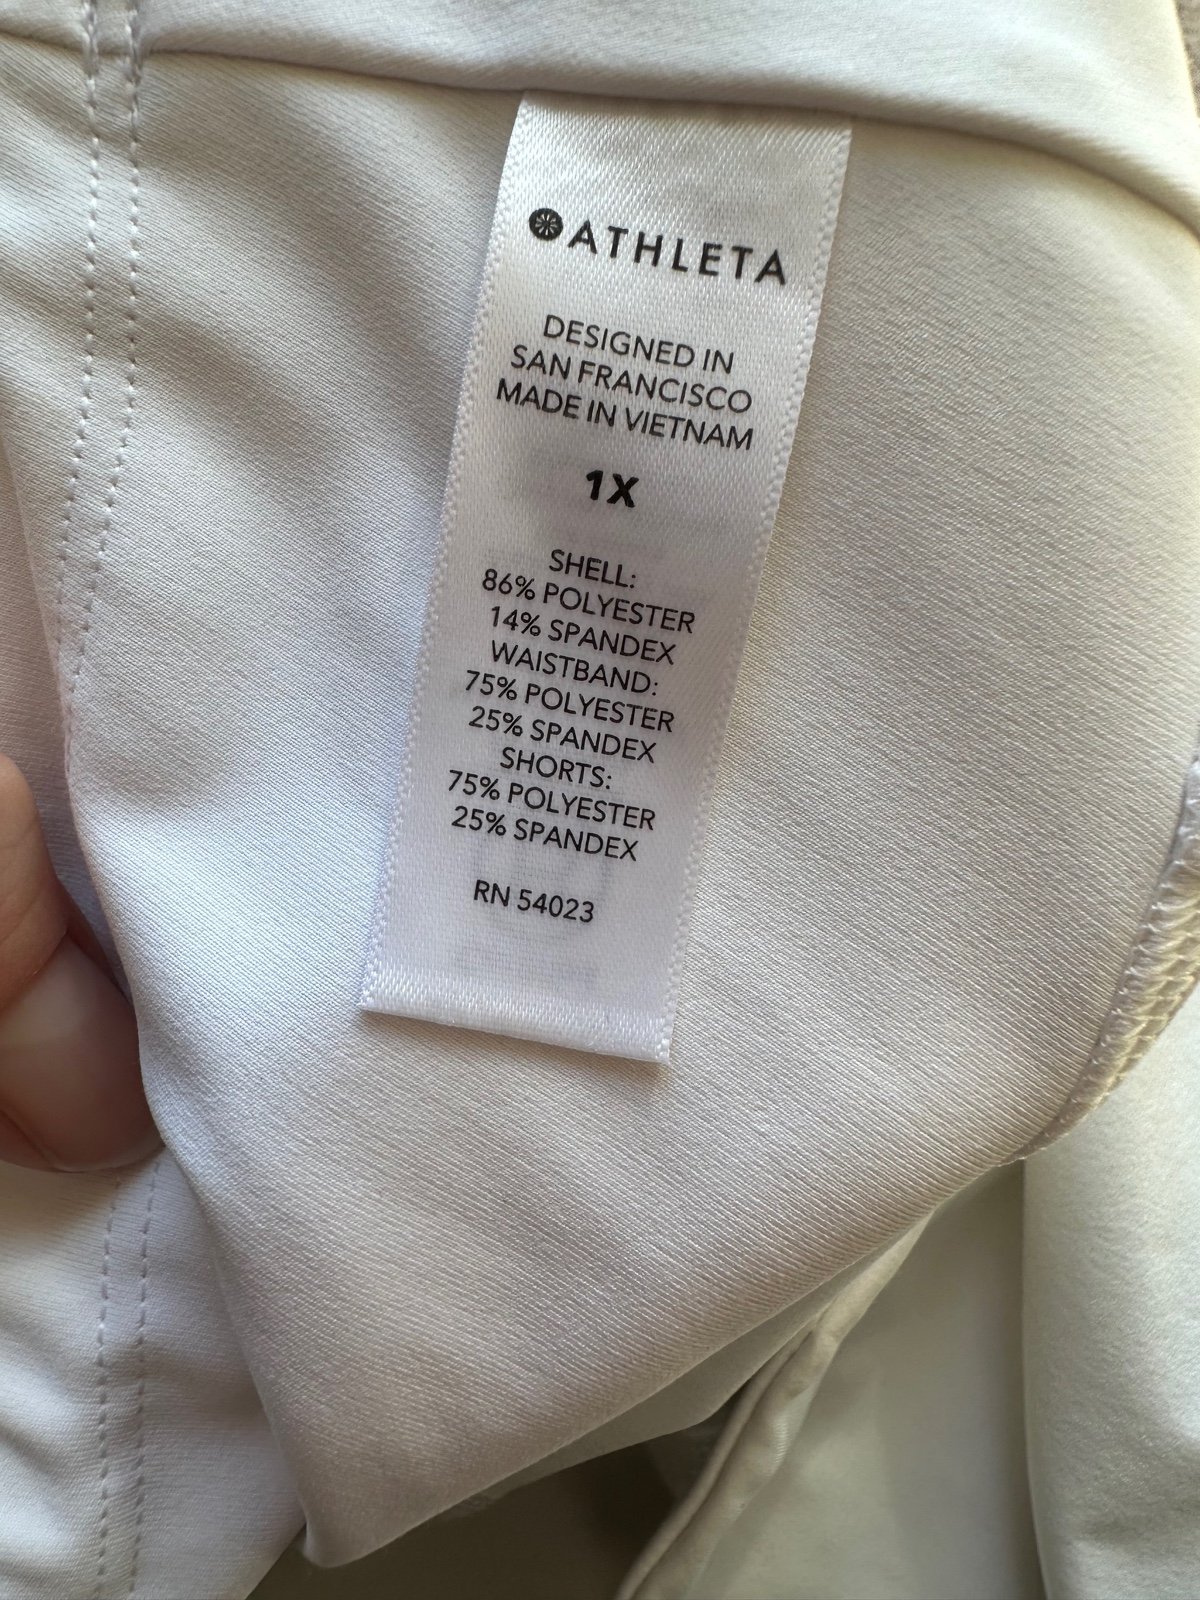 ATHLETA
DESIGNED IN
SAN FRANCISCO
MADE IN VIETNAM
1X
SHELL:
86% POLYESTER
14% SPANDEX
WAISTBAND:
75% POLYESTER
25% SPANDEX
SHORTS:
75% POLYESTER
25% SPANDEX
RN 54023